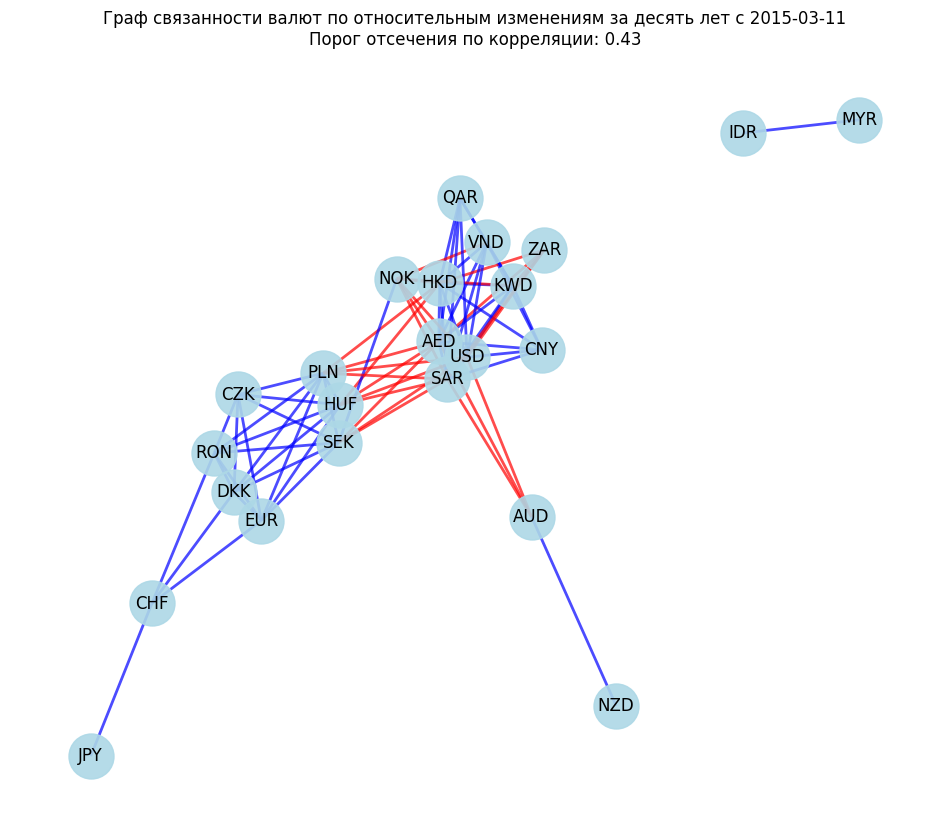 Граф связанности валют по относительным изменениям за десять лет с 2015-03-11
Порог отсечения по корреляции: 0.43
MYR
IDR
QAR
VND
ZAR
NOK
HKD
KWD
AED
USD
CNY
SAR
PLN
CZK
HUF
SEK
RON
DKK
EUR
AUD
CHF
NZD
JPY